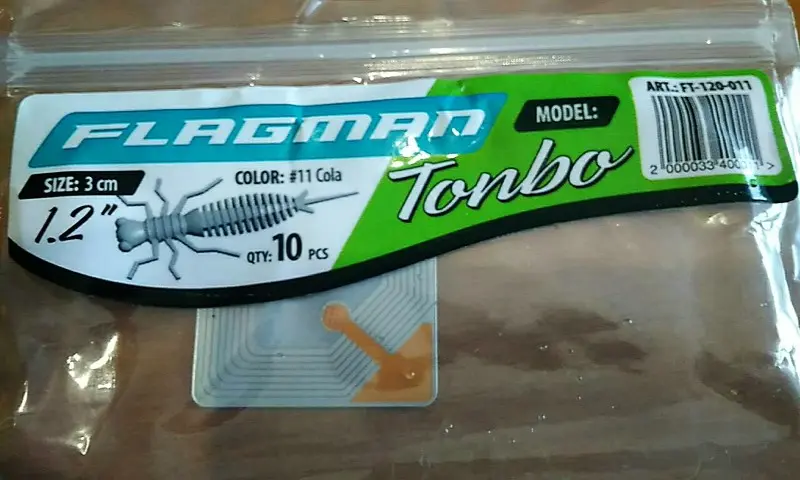 FLAGMAN
MODEL:
Tonbo
ART.: FT-120-011
SIZE: 3 cm
1.2"
COLOR: #11 Cola
QTY: 10 PCS